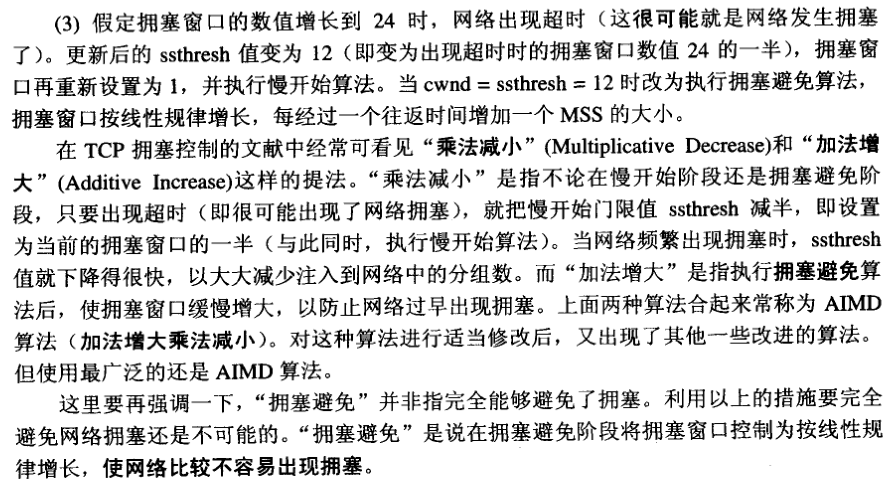 (3) 假定拥塞窗口的数值增长到 24 时，网络出现超时（这很可能就是网络发生拥塞
了）。更新后的 ssthresh 值变为 12（即变为出现超时时的拥塞窗口数值 24 的一半），拥塞窗
口再重新设置为 1，并执行慢开始算法。当 cwnd = ssthresh = 12 时改为执行拥塞避免算法，
拥塞窗口按线性规律增长，每经过一个往返时间增加一个 MSS 的大小。
在 TCP 拥塞控制的文献中经常可看见“乘法减小”(Multiplicative Decrease)和“加法增
大”(Additive Increase)这样的提法。“乘法减小”是指不论在慢开始阶段还是拥塞避免阶
段，只要出现超时（即很可能出现了网络拥塞），就把慢开始门限值 ssthresh 减半，即设置
为当前的拥塞窗口的一半（与此同时，执行慢开始算法）。当网络频繁出现拥塞时，ssthresh
值就下降得很快，以大大减少注入到网络中的分组数。而“加法增大”是指执行拥塞避免算
法后，使拥塞窗口缓慢增大，以防止网络过早出现拥塞。上面两种算法合起来常称为 AIMD
算法（加法增大乘法减小）。对这种算法进行适当修改后，又出现了其他一些改进的算法。
但使用最广泛的还是 AIMD 算法。
这里要再强调一下，“拥塞避免”并非指完全能够避免了拥塞。利用以上的措施要完全
避免网络拥塞还是不可能的。“拥塞避免”是说在拥塞避免阶段将拥塞窗口控制为按线性规
律增长，使网络比较不容易出现拥塞。